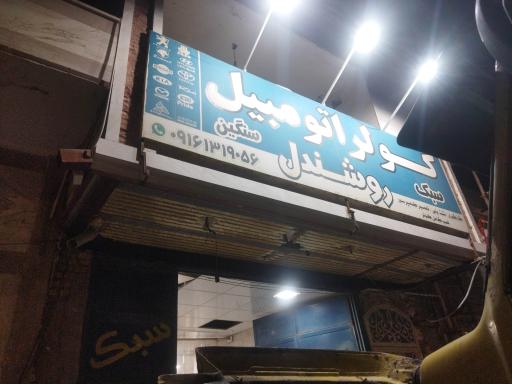 کولر اتومبیل
سبک
روشندل
سنگین
۰۹۱۶۱۳۱۹۰۵۶
سبک